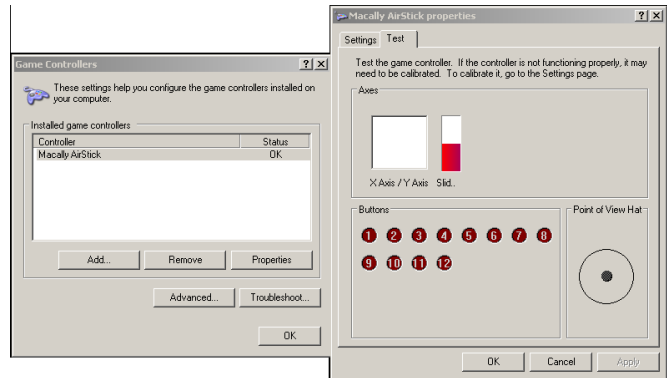 Game Controllers
These settings help you configure the game controllers installed on
your computer.
Installed game controllers
Controller Status
Macally AirStick OK
Add... Remove Properties
Advanced... Troubleshoot...
OK
Macally AirStick properties
Settings Test
Test the game controller. If the controller is not functioning properly, it may
need to be calibrated. To calibrate it, go to the Settings page.
Axes
X Axis / Y Axis Slid..
Buttons
1 2 3 4 5 6 7 8
9 10 11 12
Point of View Hat
OK Cancel Apply